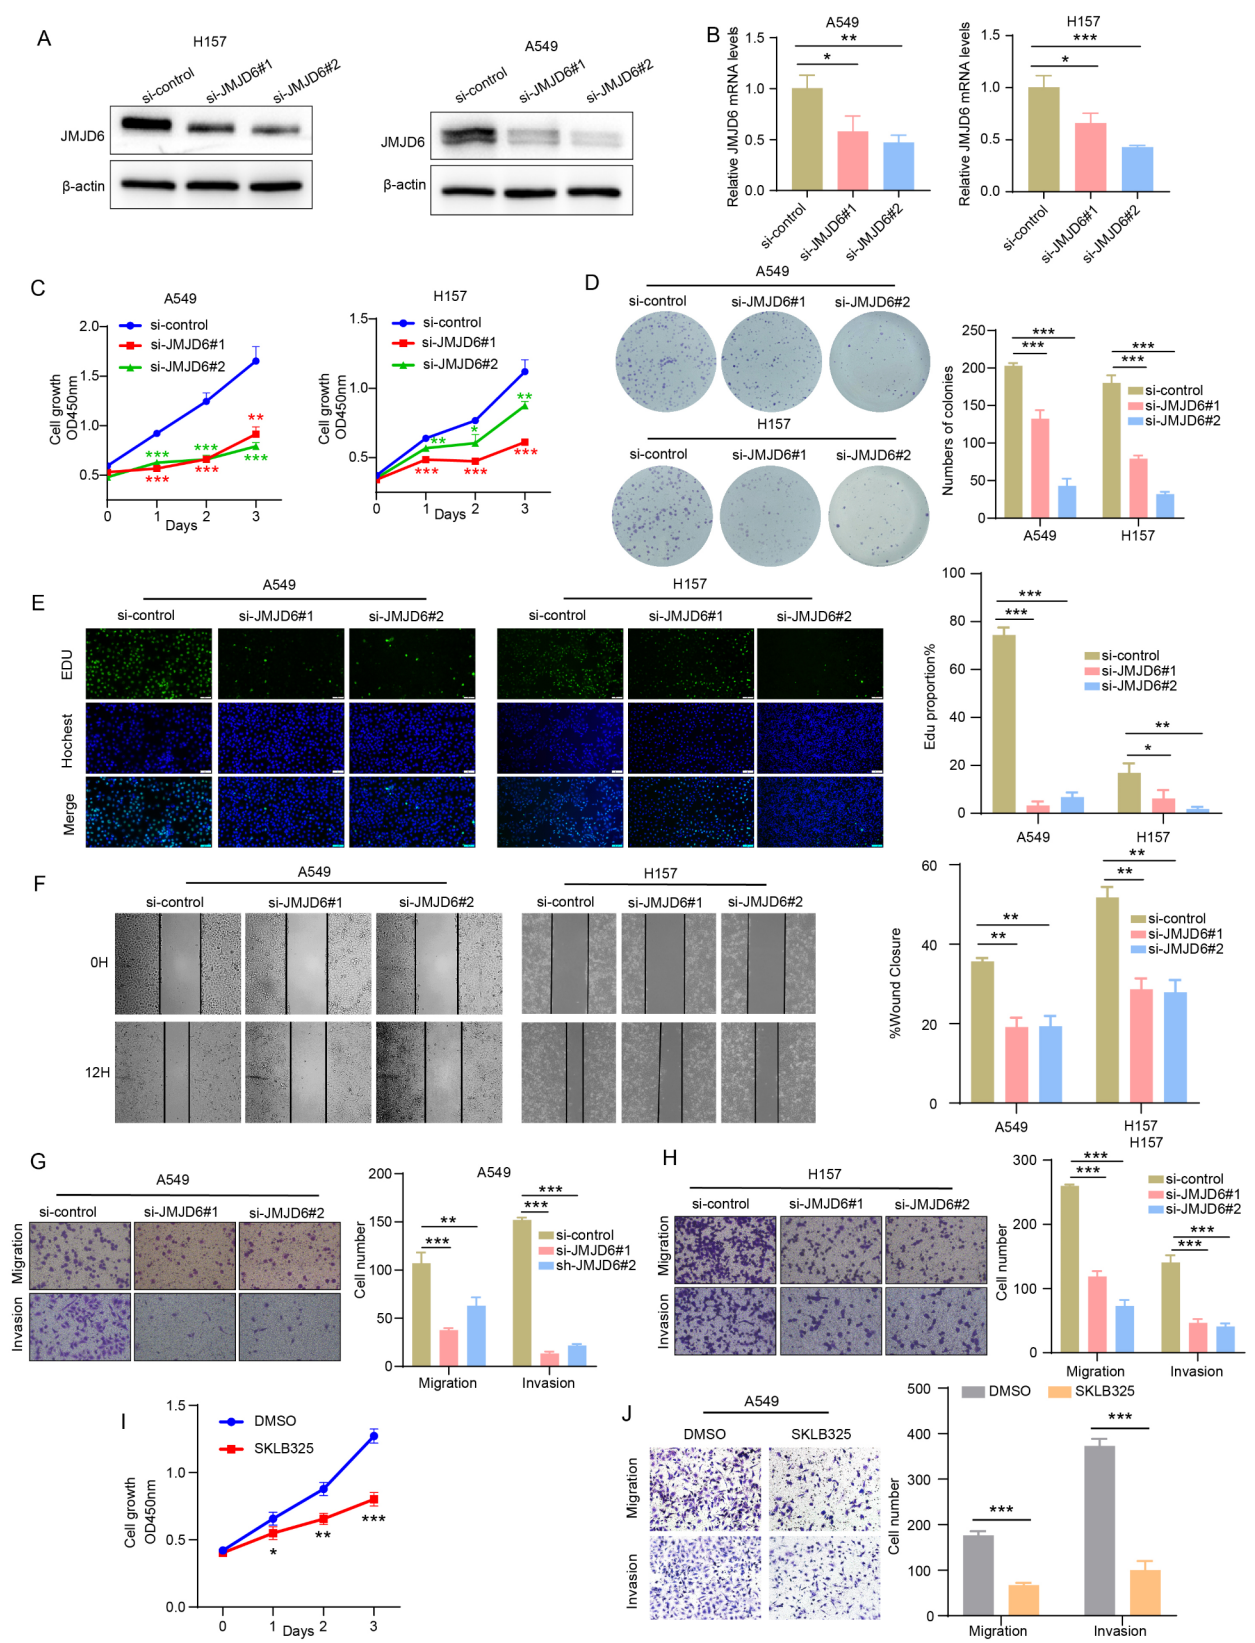 A
H157
si-control
si-JMJD6#1
si-JMJD6#2
JMJD6
β-actin
A549
si-control
si-JMJD6#1
si-JMJD6#2
JMJD6
β-actin
B
A549
Relative JMJD6 mRNA levels
1.5
1.0
0.5
0.0
**
*
si-control
si-JMJD6#1
si-JMJD6#2
H157
Relative JMJD6 mRNA levels
1.5
1.0
0.5
0.0
***
*
si-control
si-JMJD6#1
si-JMJD6#2
C
A549
si-control
si-JMJD6#1
si-JMJD6#2
Cell growth
OD450nm
2.0
1.5
1.0
0.5
***
***
**
***
***
***
0 1 2 3
Days
H157
si-control
si-JMJD6#1
si-JMJD6#2
Cell growth
OD450nm
1.5
1.0
0.5
**
*
**
***
***
***
0 1 2 3
Days
D
A549
si-control si-JMJD6#1 si-JMJD6#2
H157
si-control si-JMJD6#1 si-JMJD6#2
Numbers of colonies
250
200
150
100
50
0
***
***
***
***
si-control
si-JMJD6#1
si-JMJD6#2
A549 H157
E
A549
si-control si-JMJD6#1 si-JMJD6#2
H157
si-control si-JMJD6#1 si-JMJD6#2
EDU
Hochest
Merge
Edu proportion%
100
80
60
40
20
0
***
***
**
*
si-control
si-JMJD6#1
si-JMJD6#2
A549 H157
F
A549
si-control si-JMJD6#1 si-JMJD6#2
H157
si-control si-JMJD6#1 si-JMJD6#2
0H
12H
%Wound Closure
60
40
20
0
**
**
**
**
si-control
si-JMJD6#1
si-JMJD6#2
A549 H157
G
A549
si-control si-JMJD6#1 si-JMJD6#2
Migration
Invasion
A549
Cell number
200
150
100
50
0
**
***
***
***
si-control
si-JMJD6#1
sh-JMJD6#2
Migration Invasion
H
H157
si-control si-JMJD6#1 si-JMJD6#2
Migration
Invasion
H157
Cell number
300
200
100
0
***
***
***
***
si-control
si-JMJD6#1
si-JMJD6#2
Migration Invasion
I
DMSO
SKLB325
Cell growth
OD450nm
1.5
1.0
0.5
0.0
*
**
***
0 1 2 3
Days
J
A549
DMSO SKLB325
Migration
Invasion
DMSO SKLB325
Cell number
500
400
300
200
100
0
***
***
Migration Invasion